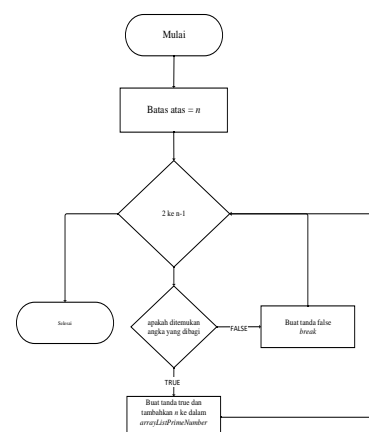 Mulai
Batas atas = n
2 ke n-1
Selesai
apakah ditemukan
angka yang dibagi
FALSE
Buat tanda false
break
TRUE
Buat tanda true dan
tambahkan n ke dalam
arrayListPrimeNumber